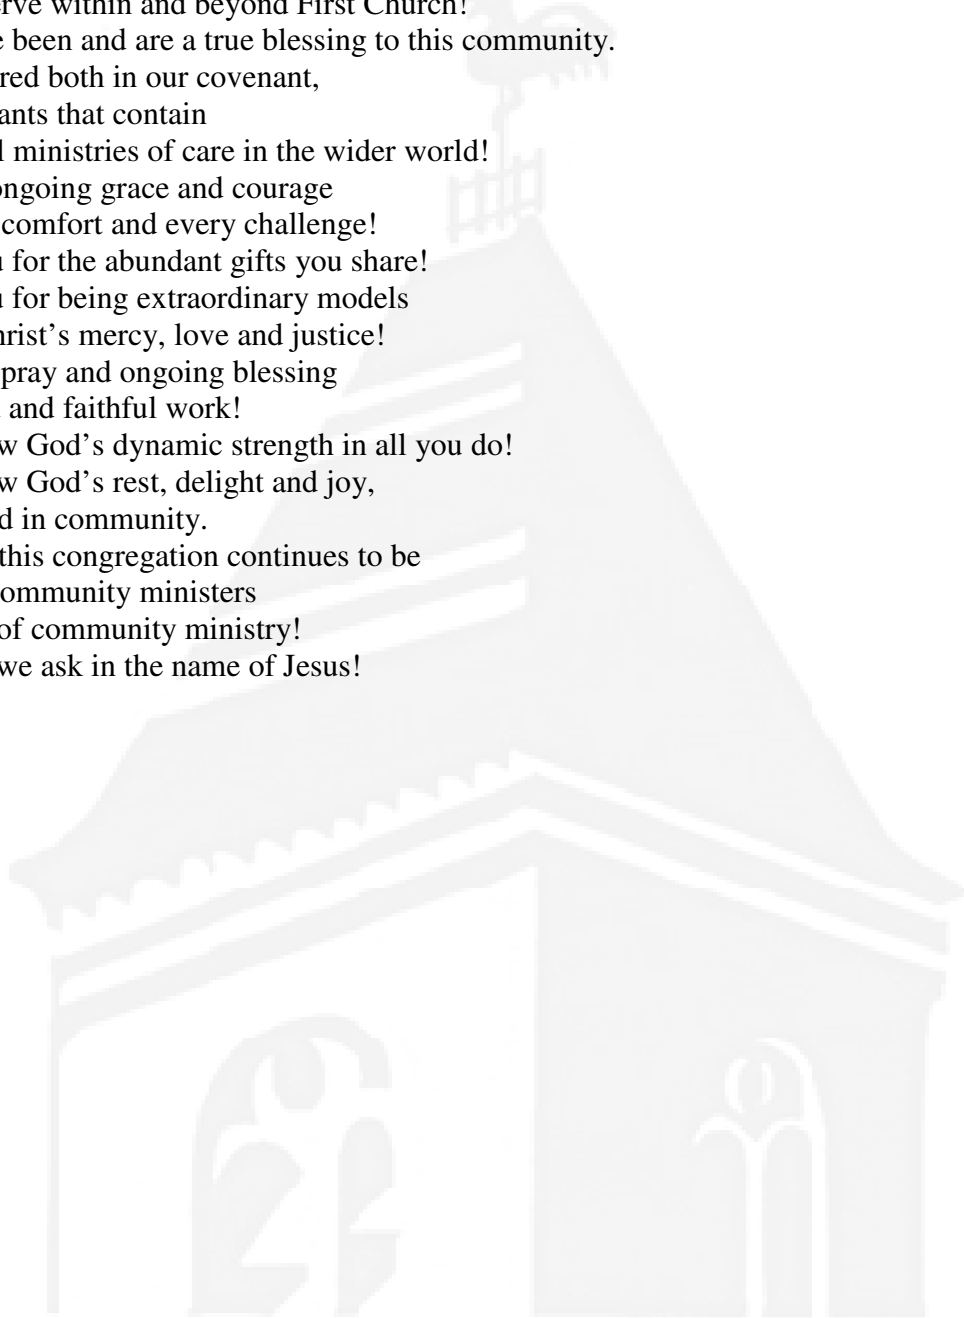 erve within and beyond First Church!
e been and are a true blessing to this community.
red both in our covenant,
ants that contain
l ministries of care in the wider world!
ongoing grace and courage
comfort and every challenge!
u for the abundant gifts you share!
u for being extraordinary models
hrist’s mercy, love and justice!
pray and ongoing blessing
and faithful work!
w God’s dynamic strength in all you do!
w God’s rest, delight and joy,
d in community.
this congregation continues to be
ommunity ministers
of community ministry!
we ask in the name of Jesus!